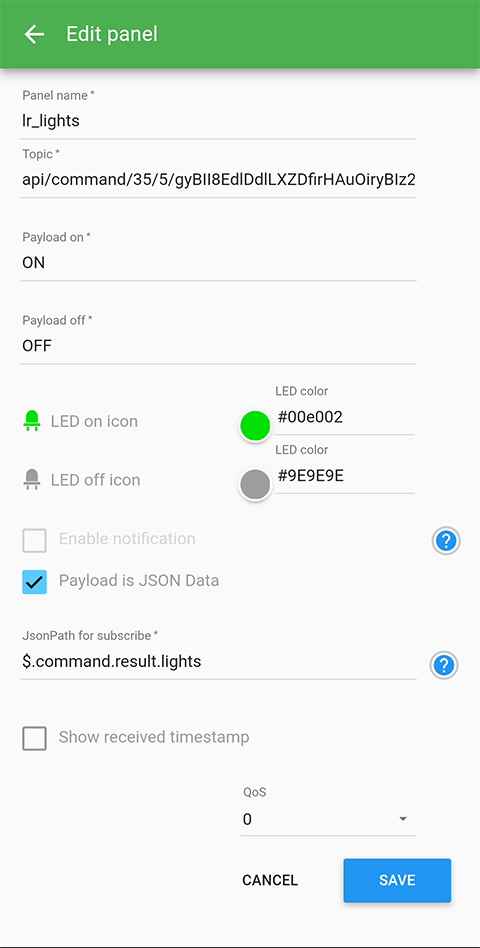 Edit panel
Panel name *
lr_lights
Topic *
api/command/35/5/gyBII8EdlDdlLXZDfirHAuOiryBIz2
Payload on *
ON
Payload off *
OFF
LED color
LED on icon
#00e002
LED color
LED off icon
#9E9E9E
Enable notification
?
Payload is JSON Data
JsonPath for subscribe *
$.command.result.lights
?
Show received timestamp
QoS
0
CANCEL SAVE